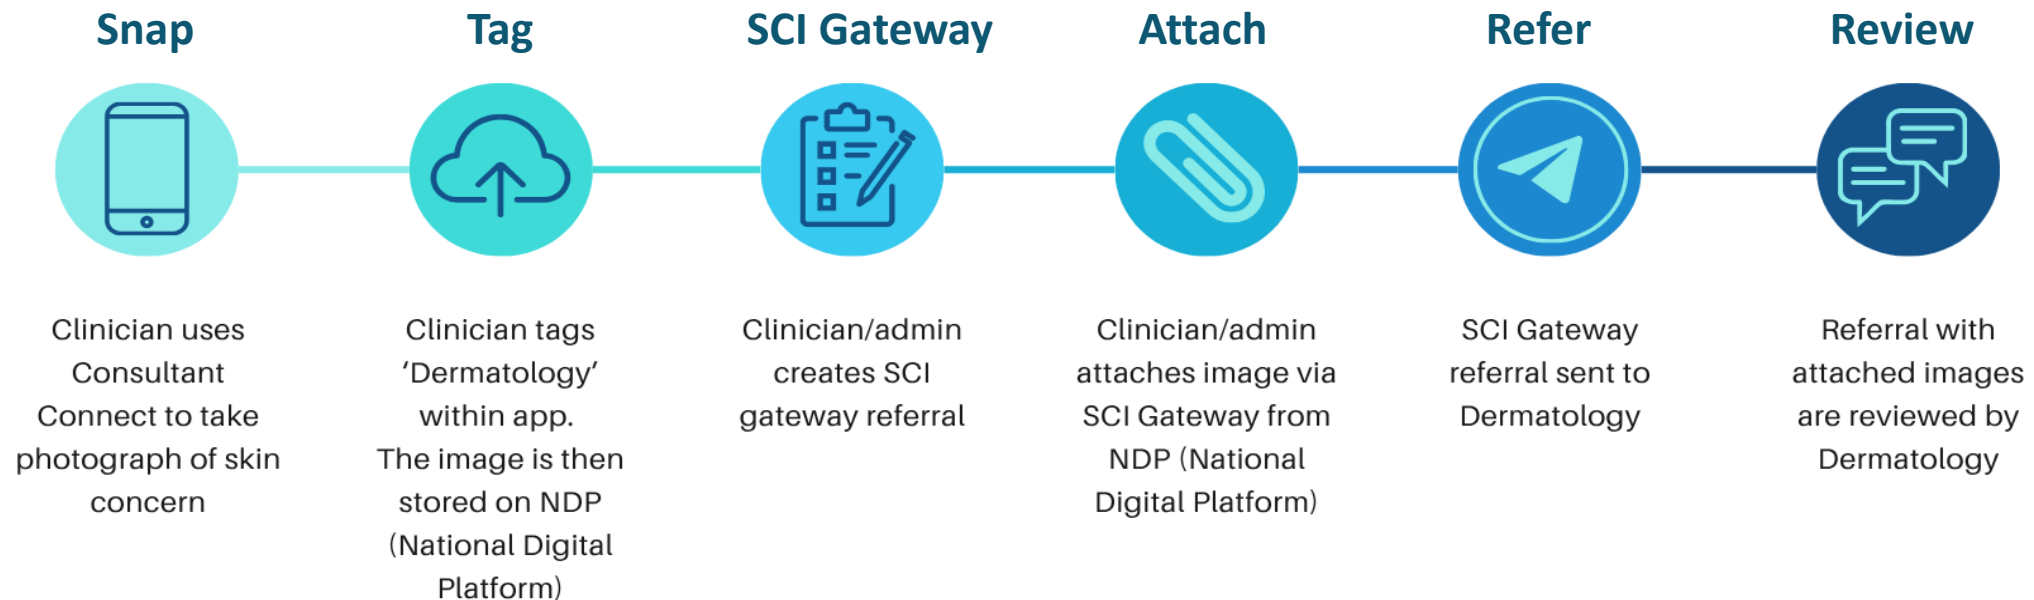 Snap
Clinician uses
Consultant
Connect to take
photograph of skin
concern
Tag
Clinician tags
‘Dermatology’
within app.
The image is then
stored on NDP
(National Digital
Platform)
SCI Gateway
Clinician/admin
creates SCI
gateway referral
Attach
Clinician/admin
attaches image via
SCI Gateway from
NDP (National
Digital Platform)
Refer
SCI Gateway
referral sent to
Dermatology
Review
Referral with
attached images
are reviewed by
Dermatology